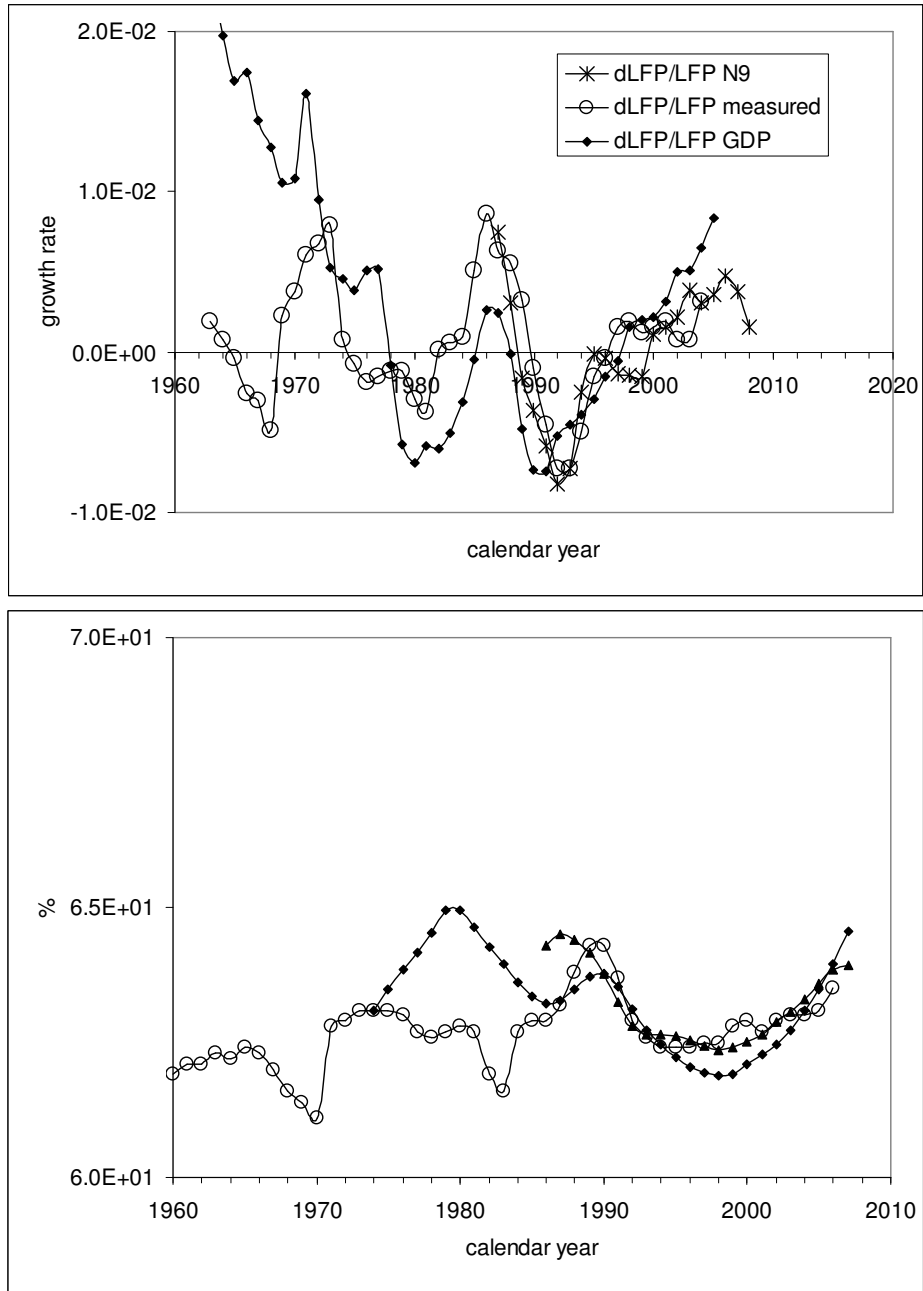 2.0E-02
dLFP/LFP N9
dLFP/LFP measured
dLFP/LFP GDP
1.0E-02
growth rate
0.0E+00
1960 1970 1980 1990 2000 2010 2020
-1.0E-02
calendar year
7.0E+01
%
6.5E+01
6.0E+01
1960 1970 1980 1990 2000 2010
calendar year